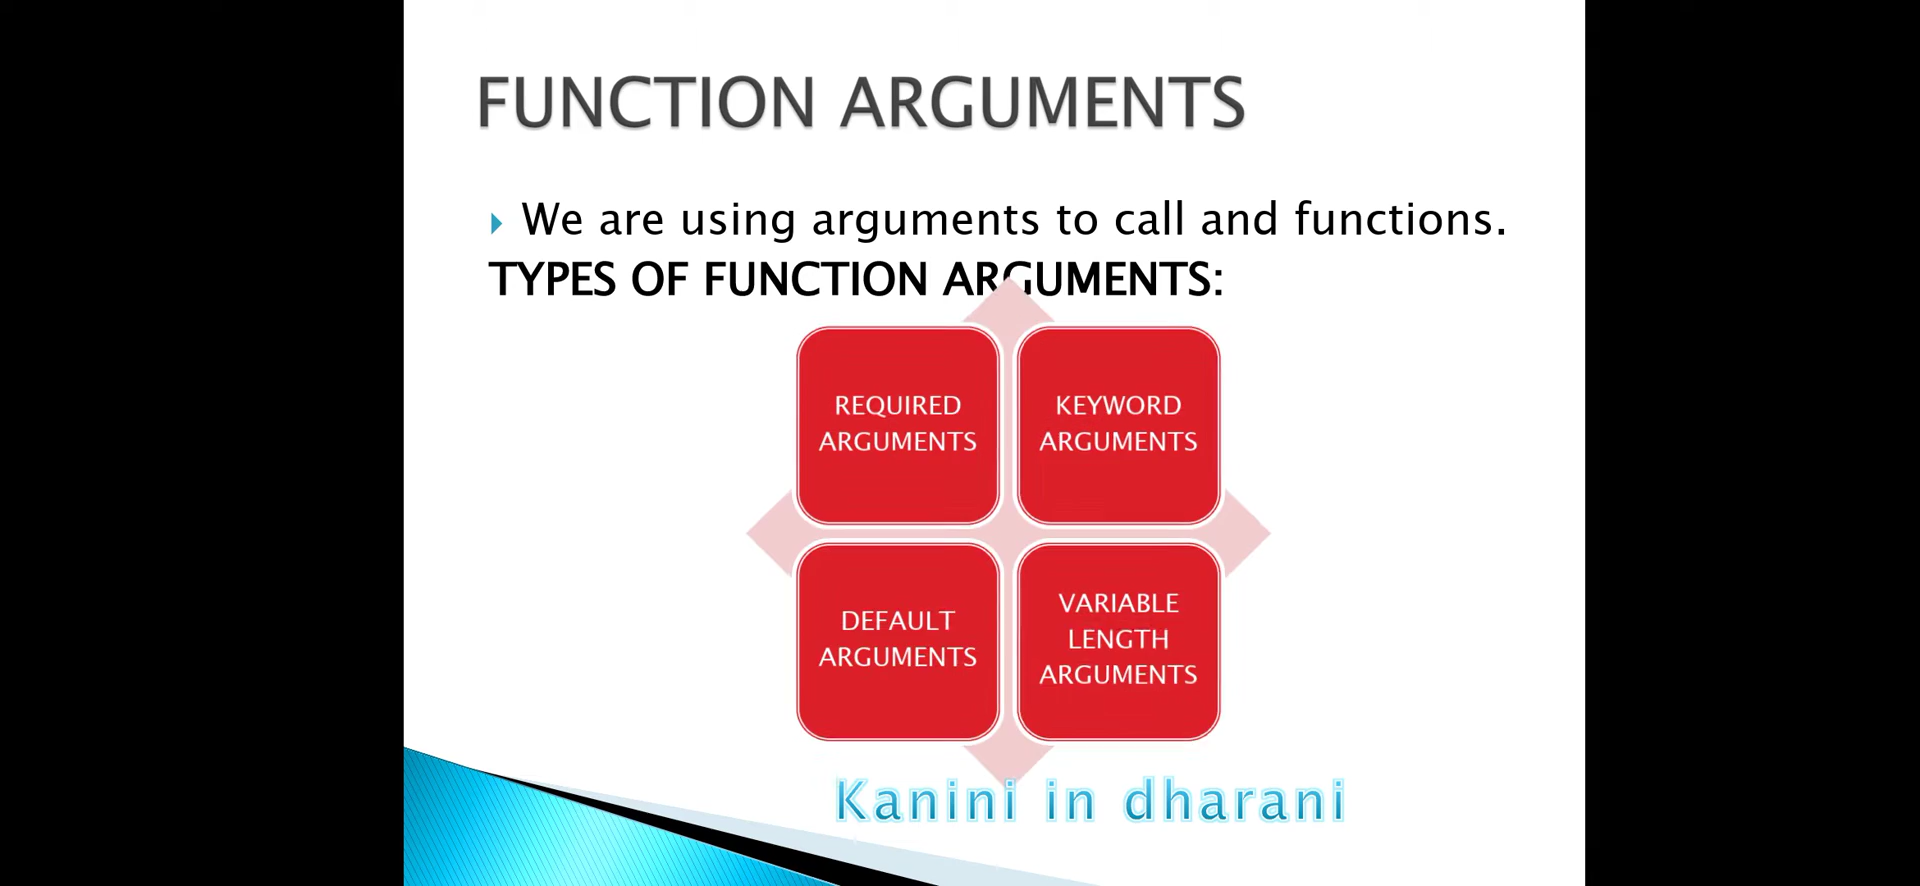 FUNCTION ARGUMENTS
We are using arguments to call and functions.
TYPES OF FUNCTION ARGUMENTS:
REQUIRED
ARGUMENTS
KEYWORD
ARGUMENTS
DEFAULT
ARGUMENTS
VARIABLE
LENGTH
ARGUMENTS
Kanini in dharani